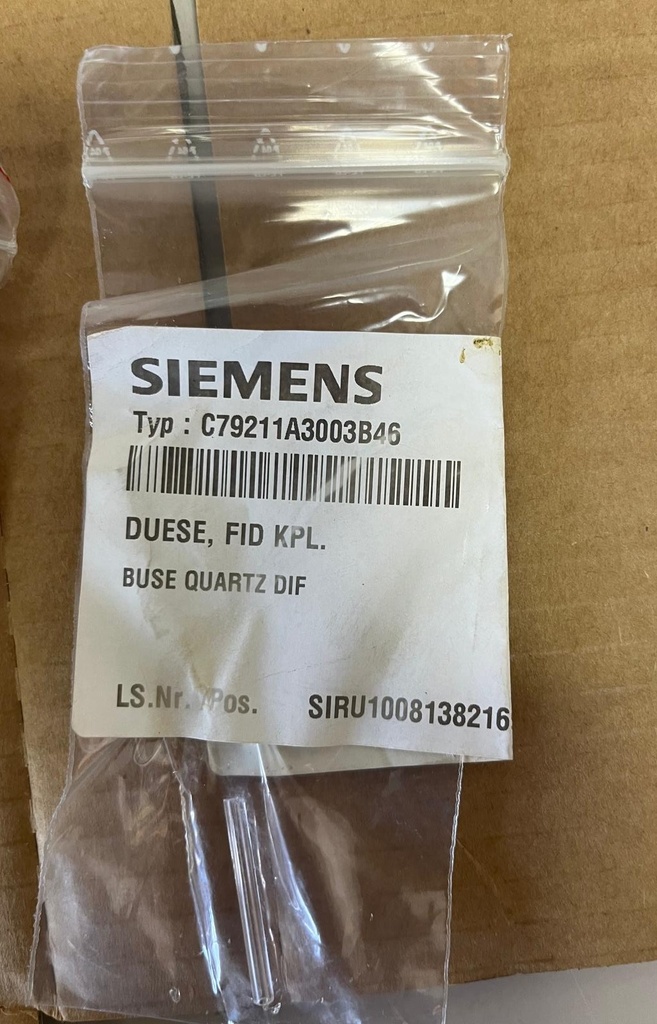 SIEMENS
Typ : C79211A3003B46
DUESE, FID KPL.
BUSE QUARTZ DIF
LS.Nr. /Pos. SIRU1008138216